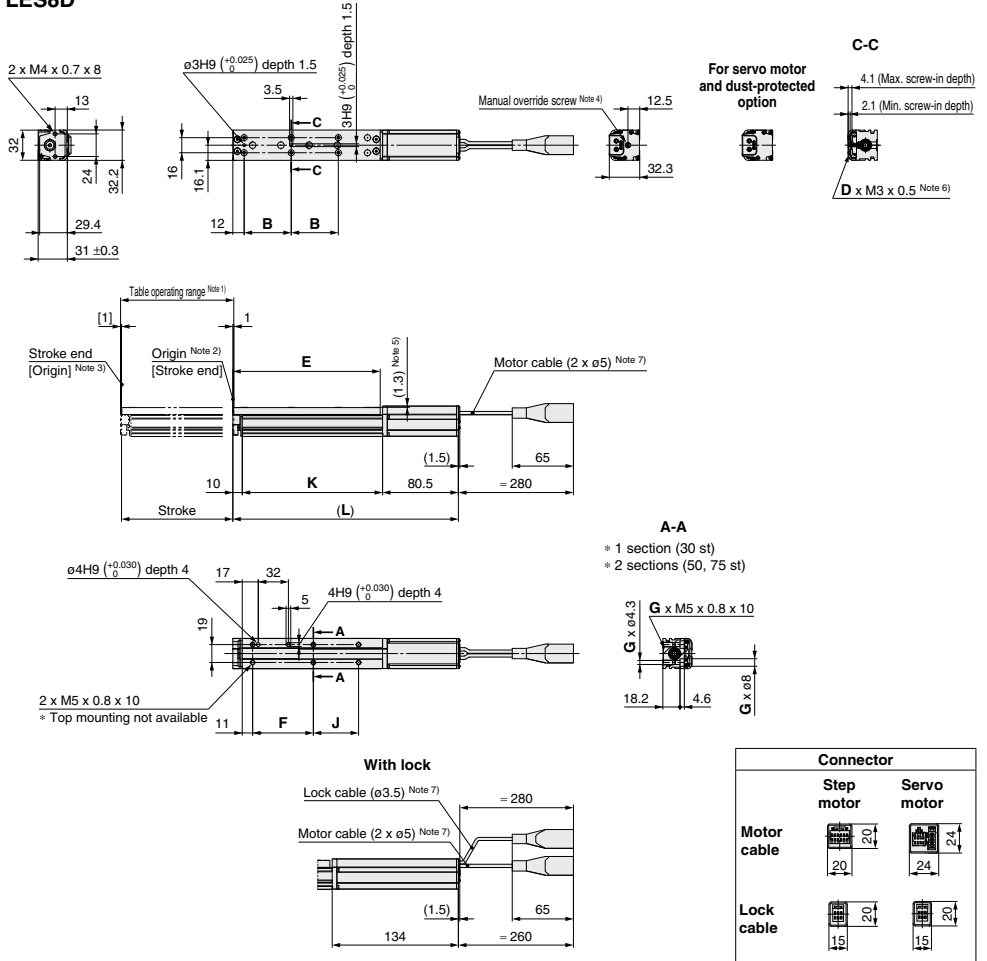 LES8D
2 x M4 x 0.7 x 8
13
32
24
32.2
29.4
31 ±0.3
ø3H9 (+0.025 0) depth 1.5
3.5
3H9 (+0.025 0) depth 1.5
C
C
16
16.1
12
B
B
Manual override screw Note 4)
12.5
32.3
For servo motor
and dust-protected
option
C-C
4.1 (Max. screw-in depth)
2.1 (Min. screw-in depth)
D x M3 x 0.5 Note 6)
Table operating range Note 1)
[1]
1
Stroke end
[Origin] Note 3)
Origin Note 2)
[Stroke end]
E
(1.3) Note 5)
Motor cable (2 x ø5) Note 7)
(1.5)
65
10
K
80.5
≈ 280
Stroke
(L)
A-A
* 1 section (30 st)
* 2 sections (50, 75 st)
ø4H9 (+0.030 0) depth 4
17
32
5
4H9 (+0.030 0) depth 4
19
A
A
2 x M5 x 0.8 x 10
* Top mounting not available
11
F
J
G x M5 x 0.8 x 10
G x ø4.3
G x ø8
18.2
4.6
With lock
Lock cable (ø3.5) Note 7)
≈ 280
Motor cable (2 x ø5) Note 7)
(1.5)
65
134
≈ 260
Connector
Step
motor
Servo
motor
Motor
cable
20
20
24
24
Lock
cable
20
15
20
15